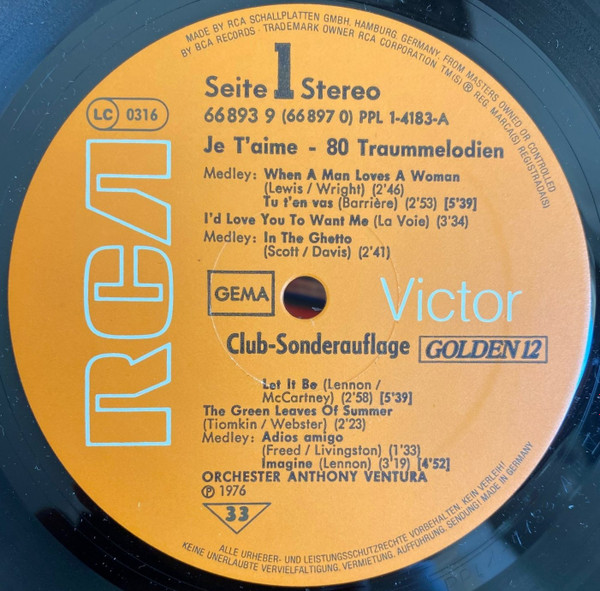 MADE BY RCA SCHALLPLATTEN GMBH, HAMBURG, GERMANY, FROM MASTERS OWNED OR CONTROLLED
BY RCA RECORDS · TRADEMARK OWNER RCA CORPORATION TM(S) ® REG. MARCA(S) REGISTRADA(S)
Seite 1 Stereo
LC 0316
66 893 9 (66 897 0) PPL 1-4183-A
Je T'aime - 80 Traummelodien
Medley: When A Man Loves A Woman
(Lewis / Wright) (2'46)
Tu t'en vas (Barrière) (2'53) [5'39]
I'd Love You To Want Me (La Voie) (3'34)
Medley: In The Ghetto
(Scott / Davis) (2'41)
RCA
GEMA
Victor
Club-Sonderauflage GOLDEN 12
Let It Be (Lennon /
McCartney) (2'58) [5'39]
The Green Leaves Of Summer
(Tiomkin / Webster) (2'23)
Medley: Adios amigo
(Freed / Livingston) (1'33)
Imagine (Lennon) (3'19) [4'52]
ORCHESTER ANTHONY VENTURA
℗ 1976
33
ALLE URHEBER- UND LEISTUNGSSCHUTZRECHTE VORBEHALTEN. KEIN VERLEIH!
KEINE UNERLAUBTE VERVIELFÄLTIGUNG, VERMIETUNG, AUFFÜHRUNG, SENDUNG! MADE IN GERMANY